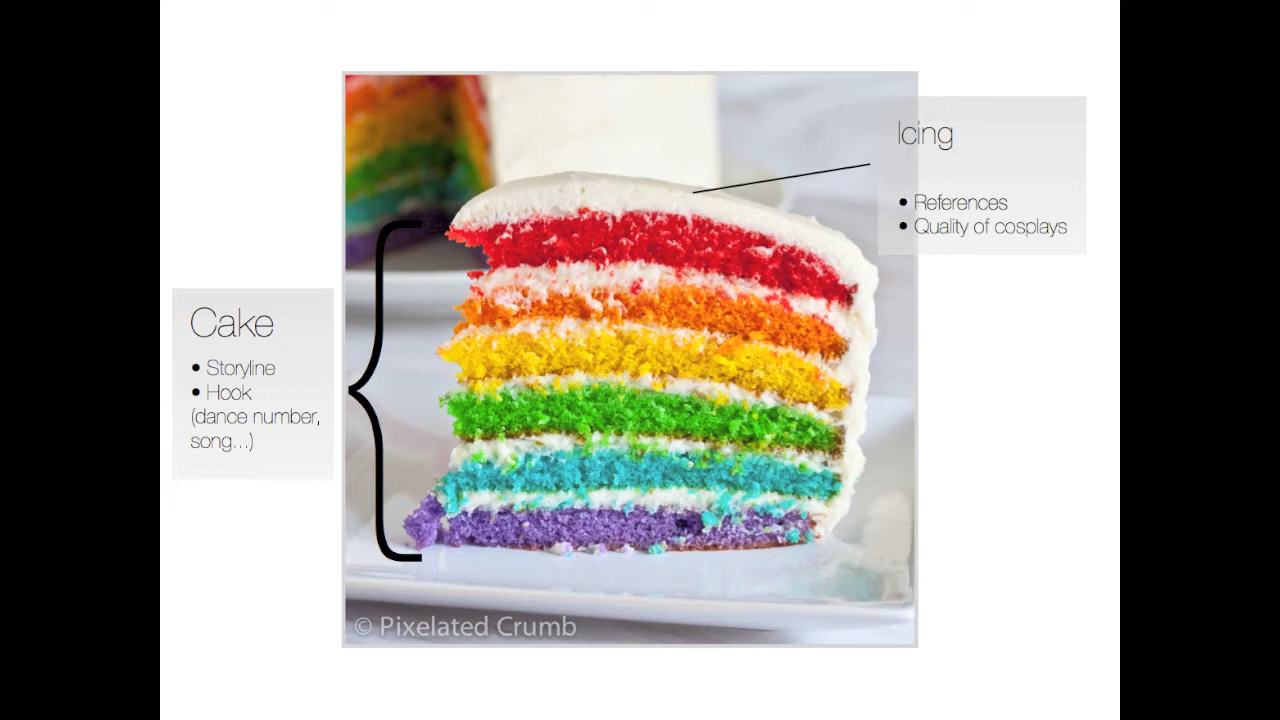 Icing
• References
• Quality of cosplays
Cake
• Storyline
• Hook
(dance number,
song...)
© Pixelated Crumb